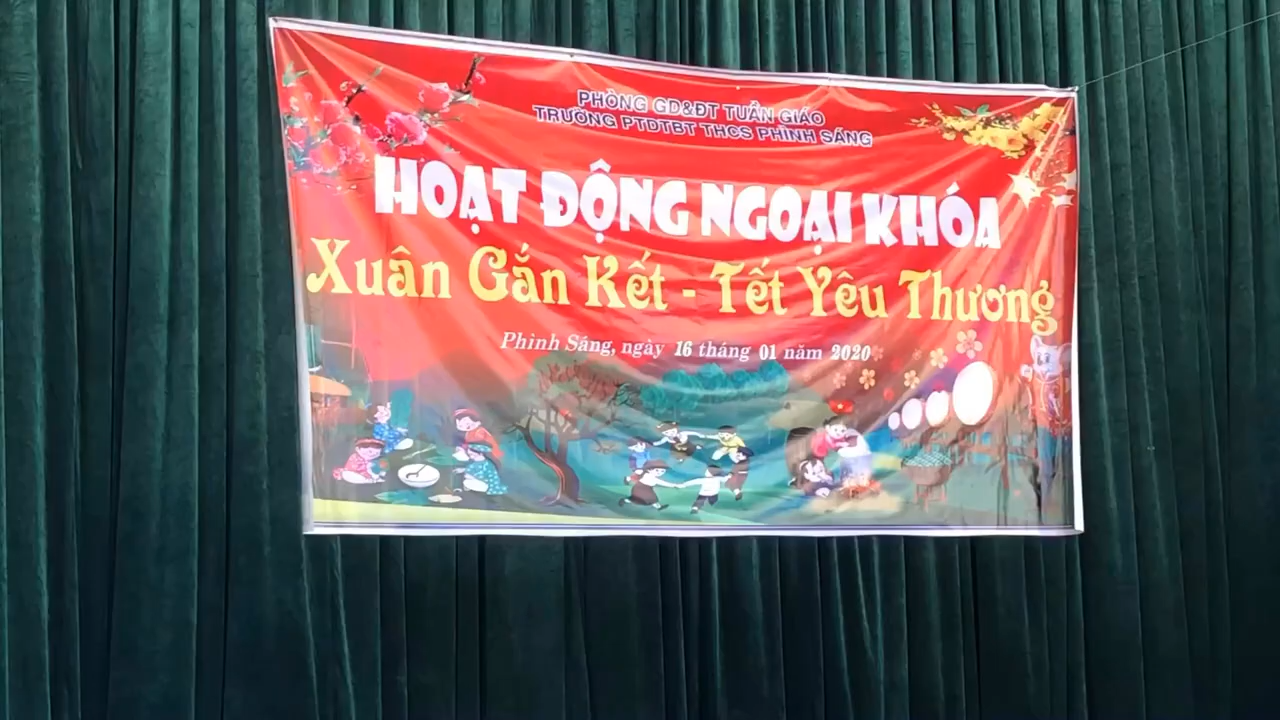 PHÒNG GD&ĐT TUẦN GIÁO
TRƯỜNG PTDTBT THCS PHÌNH SÁNG
HOẠT ĐỘNG NGOẠI KHÓA
Xuân Gắn Kết - Tết Yêu Thương
Phình Sáng, ngày 16 tháng 01 năm 2020